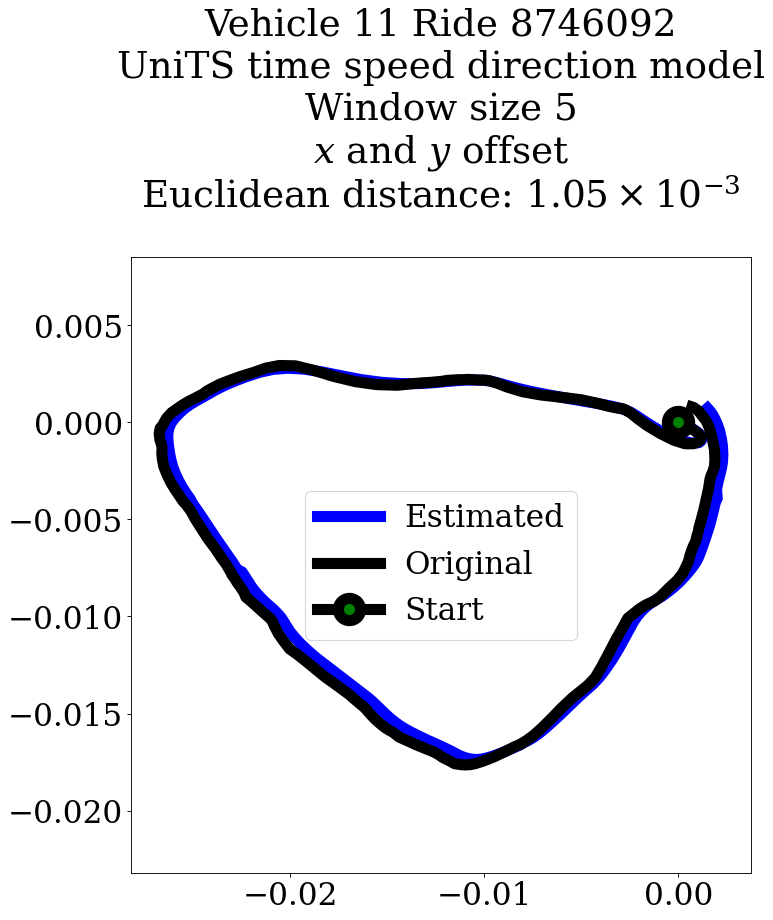 Vehicle 11 Ride 8746092
UniTS time speed direction model
Window size 5
x and y offset
Euclidean distance: 1.05 × 10⁻³
0.005
0.000
−0.005
−0.010
−0.015
−0.020
Estimated
Original
Start
−0.02
−0.01
0.00